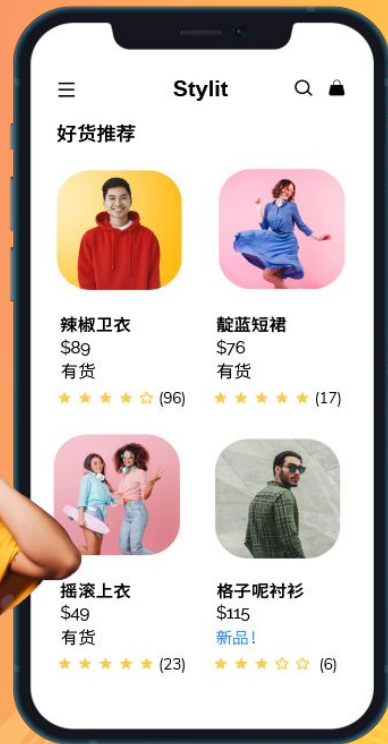 Stylit
好货推荐
辣椒卫衣
$89
有货
(96)
靛蓝短裙
$76
有货
(17)
摇滚上衣
$49
有货
(23)
格子呢衬衫
$115
新品!
(6)